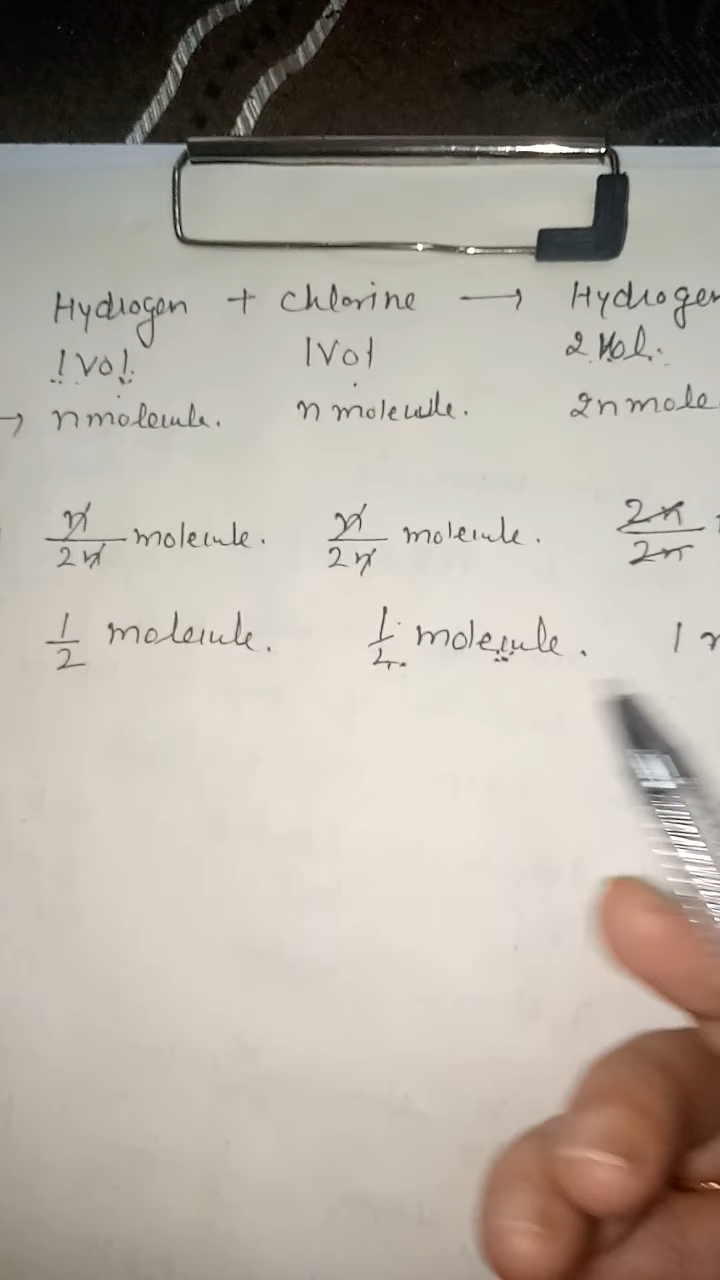 Hydrogen + Chlorine → Hydrogen
1 Vol. 1 Vol 2 Vol.
→ n molecule. n molecule. 2n mole
n/2n molecule. n/2n molecule. 2n/2n
1/2 molecule. 1/2 molecule. 1